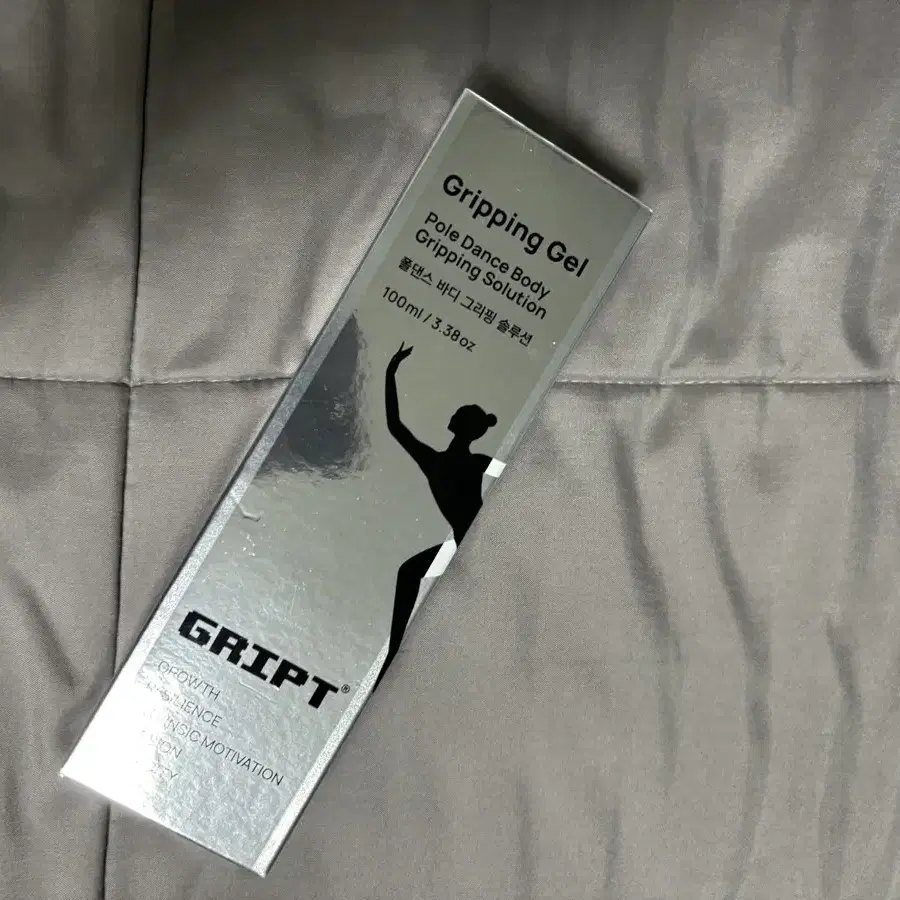 Gripping Gel
Pole Dance Body
Gripping Solution
폴댄스 바디 그리핑 솔루션
100ml / 3.38oz
GRIPT®
GROWTH
MOTIVATION